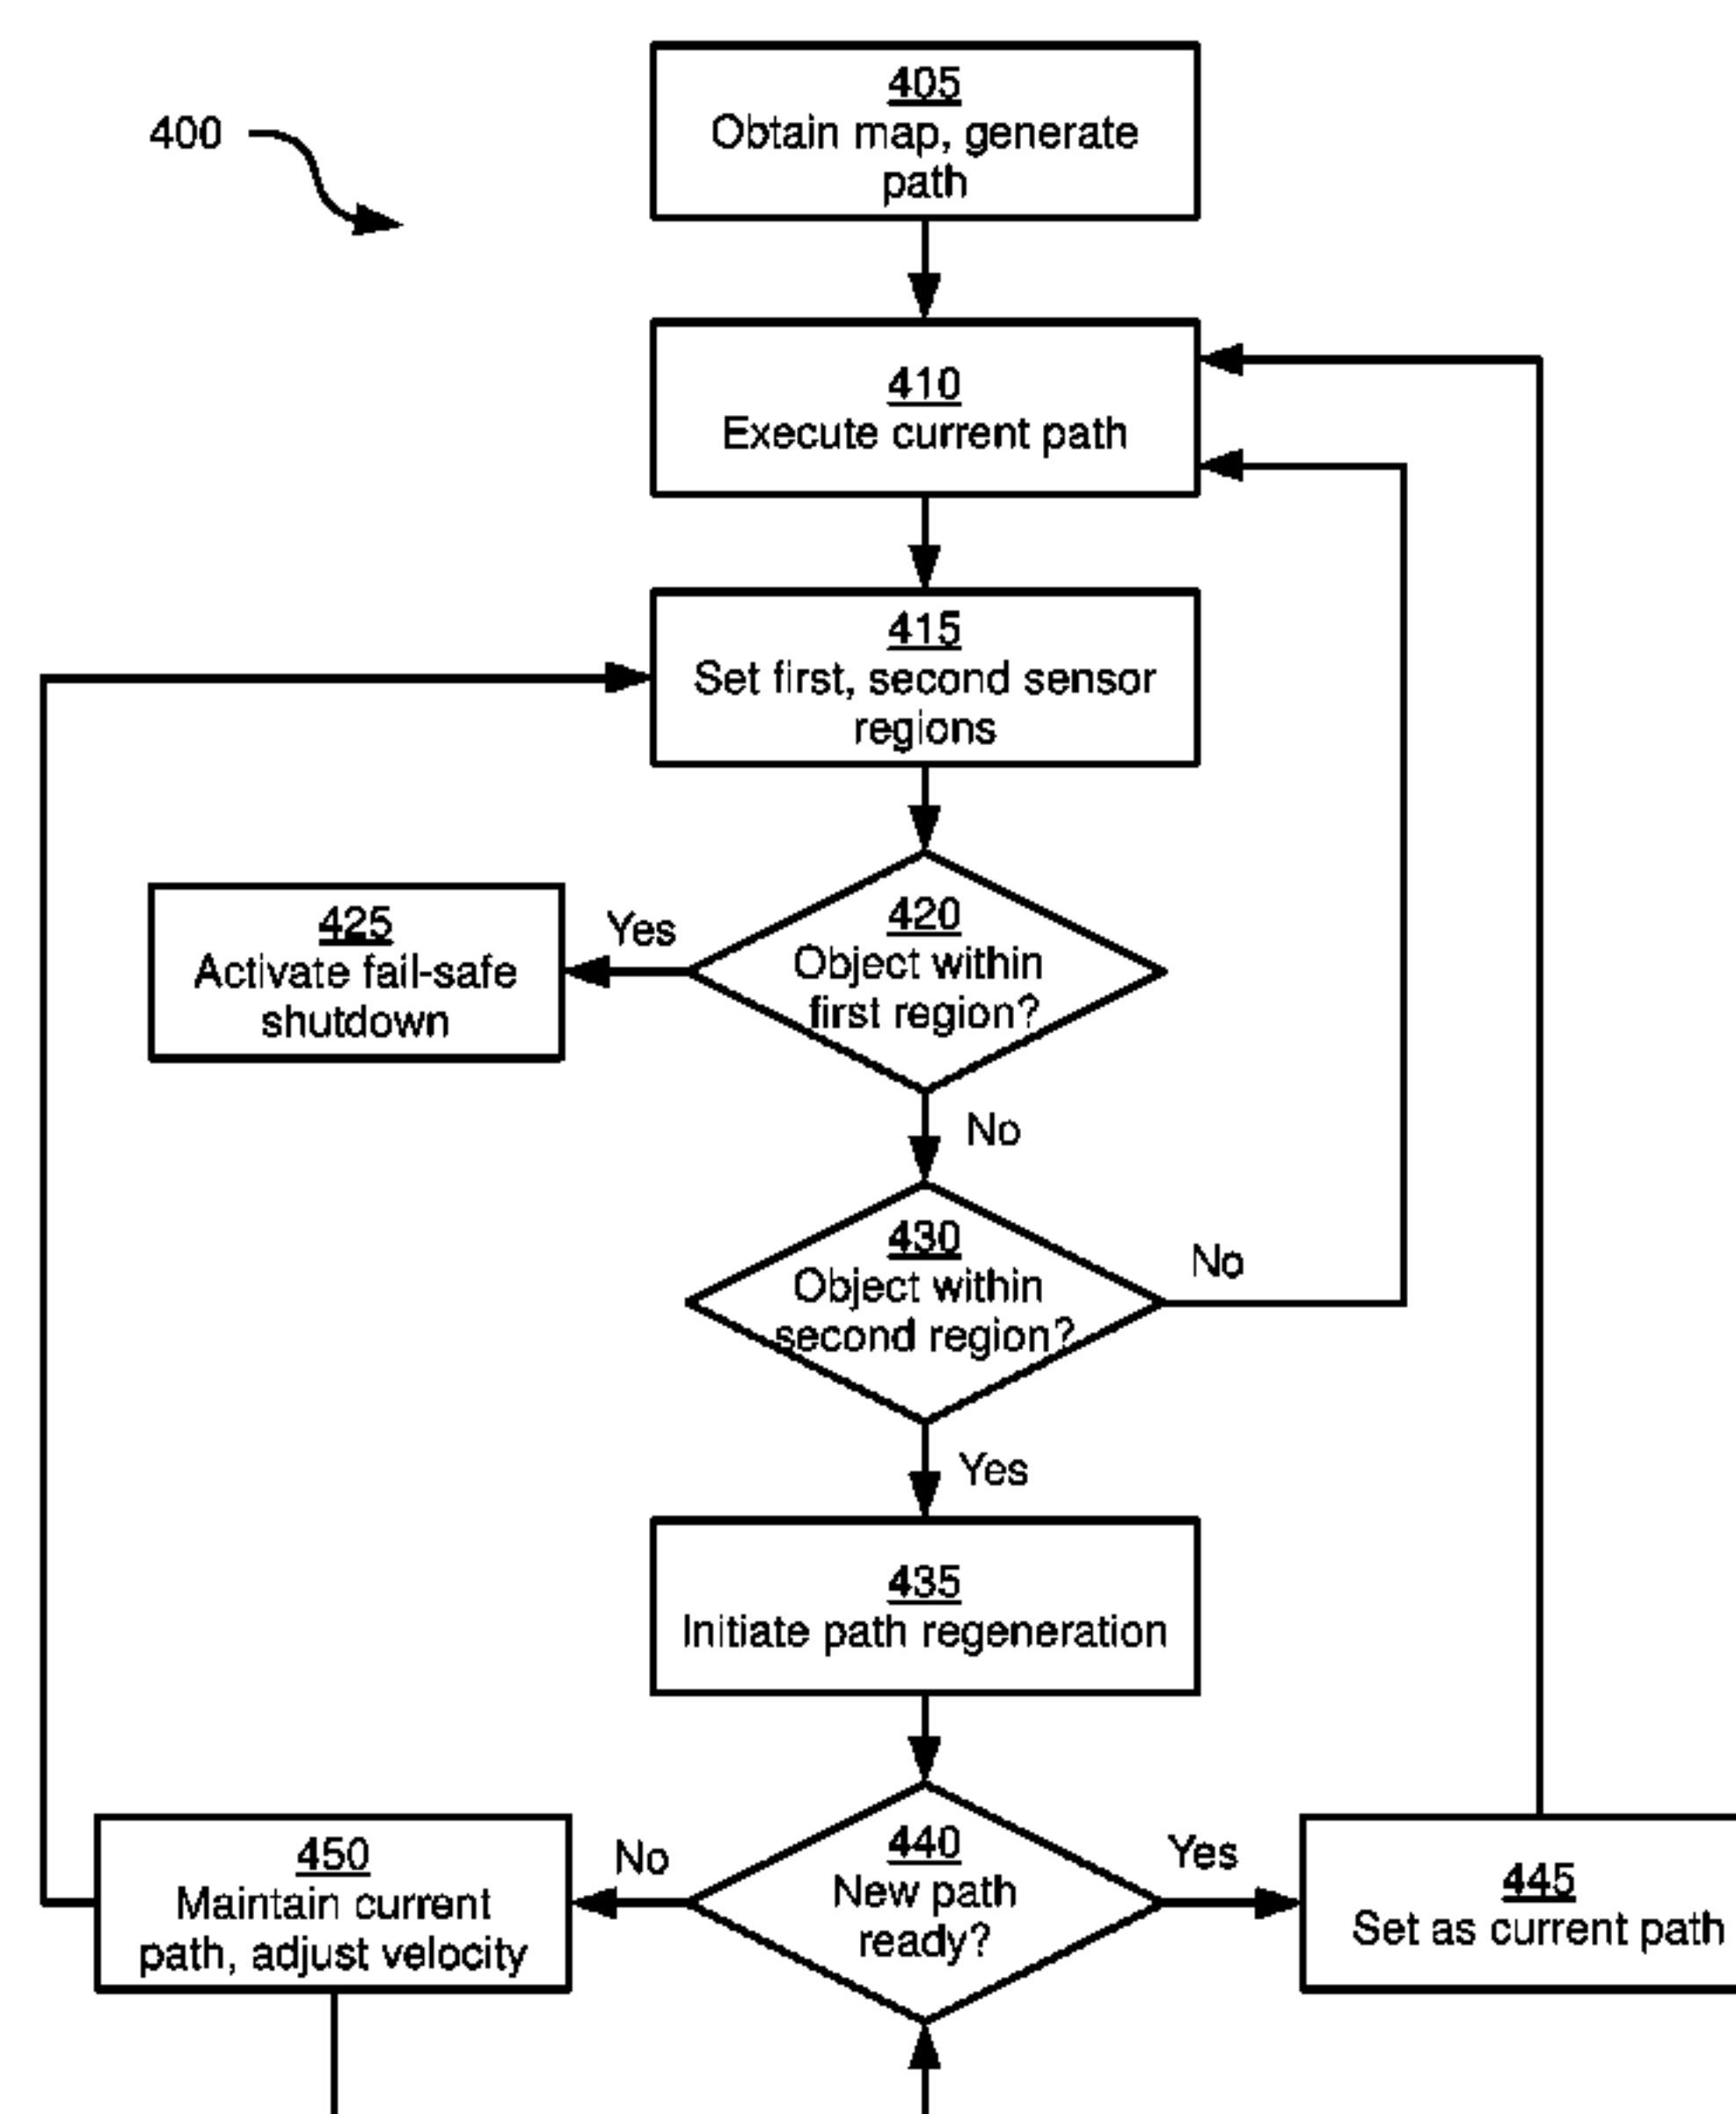 405
Obtain map, generate
path
400
410
Execute current path
415
Set first, second sensor
regions
420
Object within
first region?
Yes
425
Activate fail-safe
shutdown
No
430
Object within
second region?
No
Yes
435
Initiate path regeneration
440
New path
ready?
No
450
Maintain current
path, adjust velocity
Yes
445
Set as current path